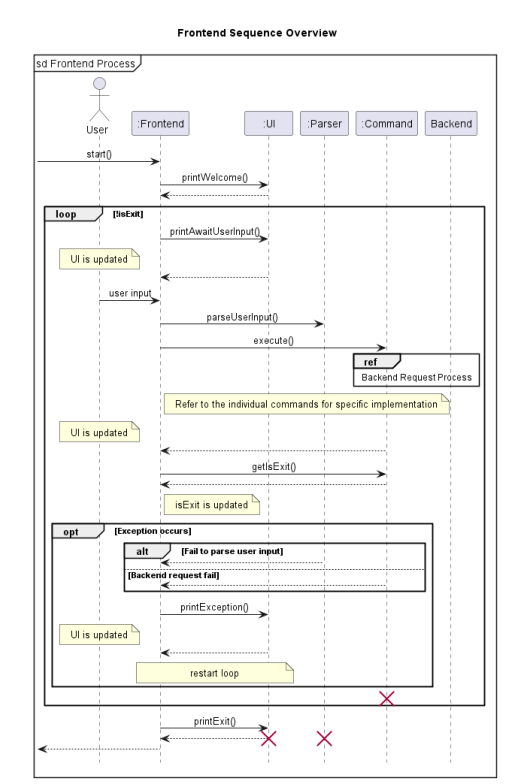 Frontend Sequence Overview
sd Frontend Process
User
:Frontend
:UI
:Parser
:Command
Backend
start()
printWelcome()
loop
[!isExit]
printAwaitUserInput()
UI is updated
user input
parseUserInput()
execute()
ref
Backend Request Process
Refer to the individual commands for specific implementation
UI is updated
getIsExit()
isExit is updated
opt
[Exception occurs]
alt
[Fail to parse user input]
[Backend request fail]
printException()
UI is updated
restart loop
printExit()